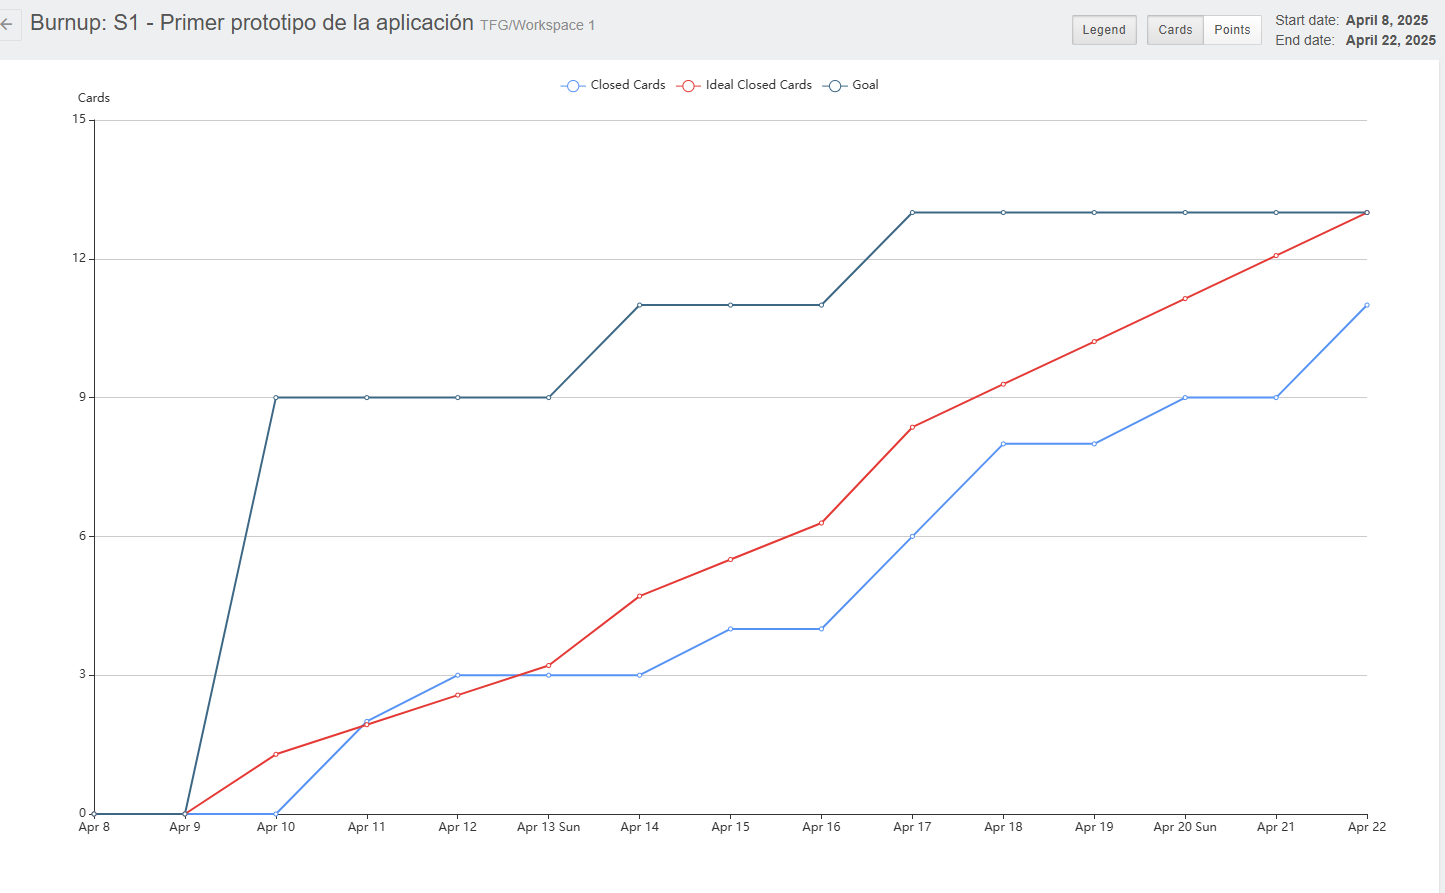 Burnup: S1 - Primer prototipo de la aplicación TFG/Workspace 1
Legend
Cards Points
Start date: April 8, 2025
End date: April 22, 2025
Closed Cards Ideal Closed Cards Goal
Cards
15
12
9
6
3
0
Apr 8 Apr 9 Apr 10 Apr 11 Apr 12 Apr 13 Sun Apr 14 Apr 15 Apr 16 Apr 17 Apr 18 Apr 19 Apr 20 Sun Apr 21 Apr 22